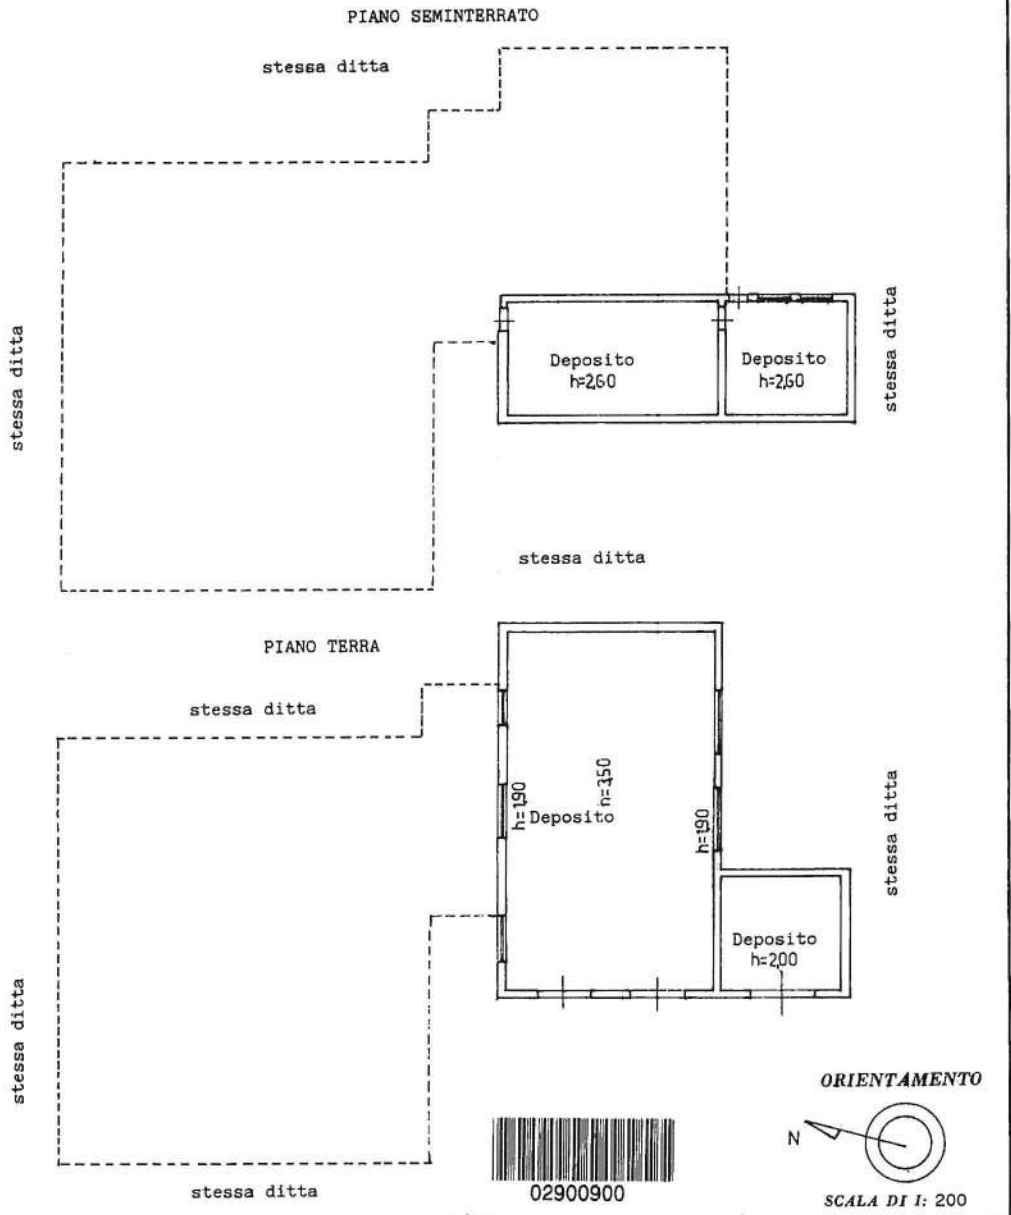 PIANO SEMINTERRATO
stessa ditta
stessa ditta
stessa ditta
Deposito
h=2,60
Deposito
h=2,60
stessa ditta
PIANO TERRA
stessa ditta
h=1,90
h=3,50
Deposito
h=1,90
stessa ditta
Deposito
h=2,00
stessa ditta
ORIENTAMENTO
N
02900900
stessa ditta
SCALA DI I: 200